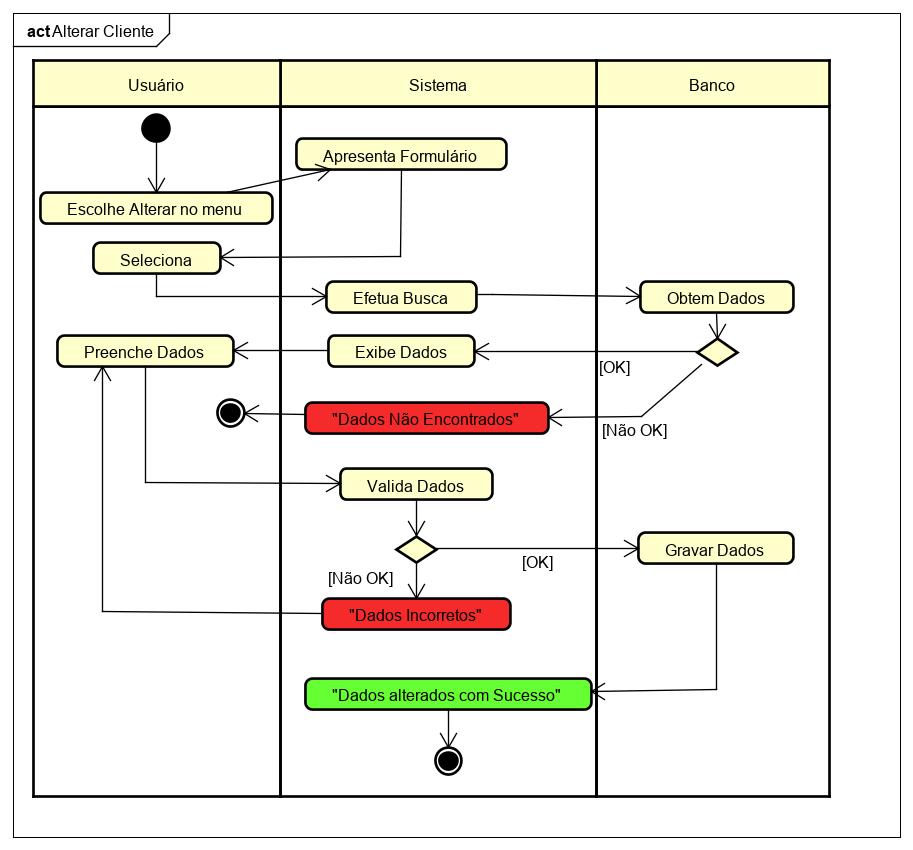 act Alterar Cliente
Usuário
Sistema
Banco
Apresenta Formulário
Escolhe Alterar no menu
Seleciona
Efetua Busca
Obtem Dados
Preenche Dados
Exibe Dados
[OK]
"Dados Não Encontrados"
[Não OK]
Valida Dados
Gravar Dados
[OK]
[Não OK]
"Dados Incorretos"
"Dados alterados com Sucesso"